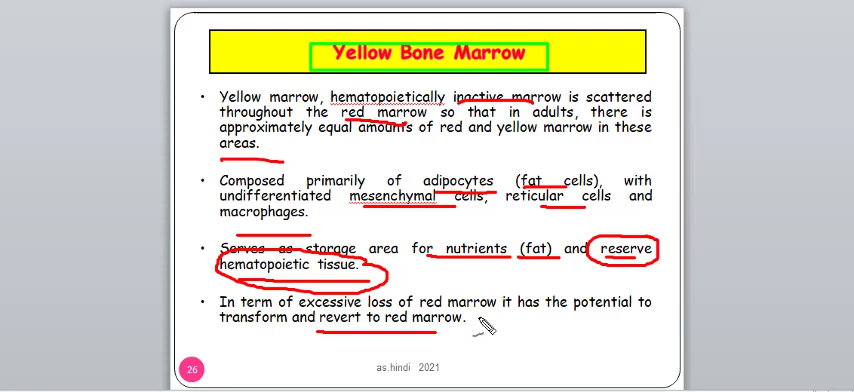 Yellow Bone Marrow
• Yellow marrow, hematopoietically inactive marrow is scattered
throughout the red marrow so that in adults, there is
approximately equal amounts of red and yellow marrow in these
areas.
• Composed primarily of adipocytes (fat cells), with
undifferentiated mesenchymal cells, reticular cells and
macrophages.
• Serves as storage area for nutrients (fat) and reserve
hematopoietic tissue.
• In term of excessive loss of red marrow it has the potential to
transform and revert to red marrow.
26
as.hindi 2021